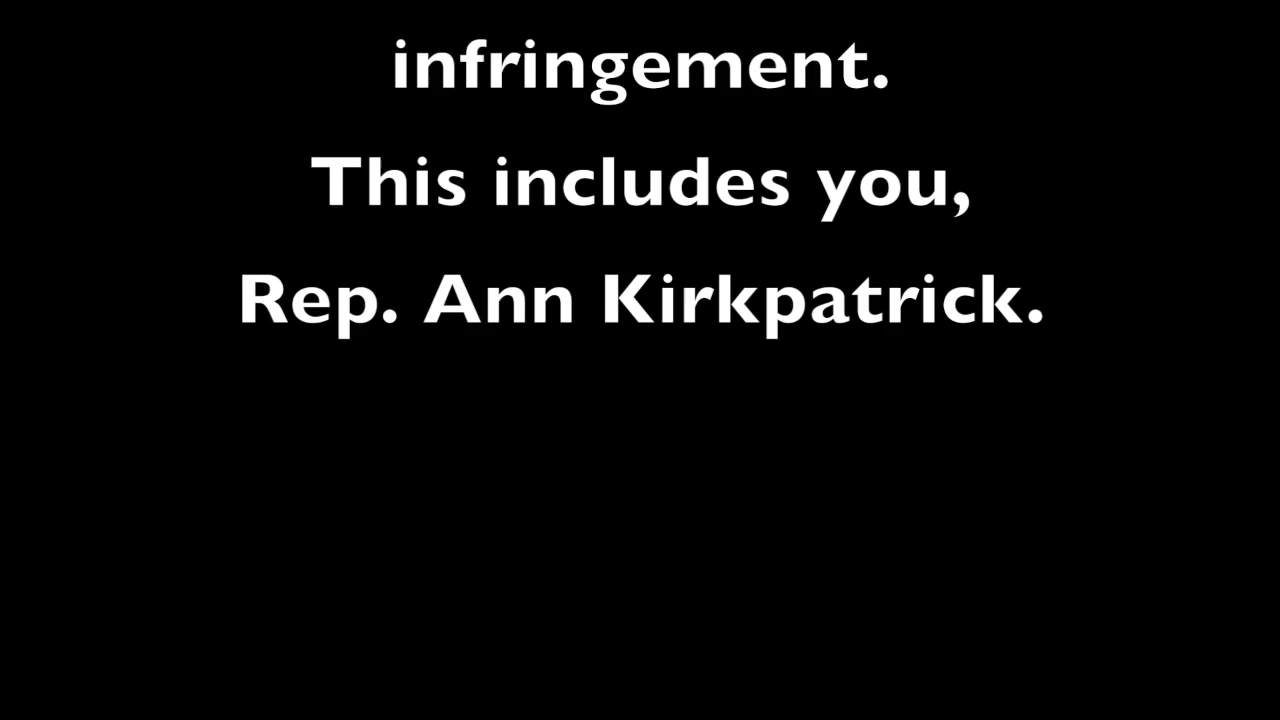 infringement.
This includes you,
Rep. Ann Kirkpatrick.